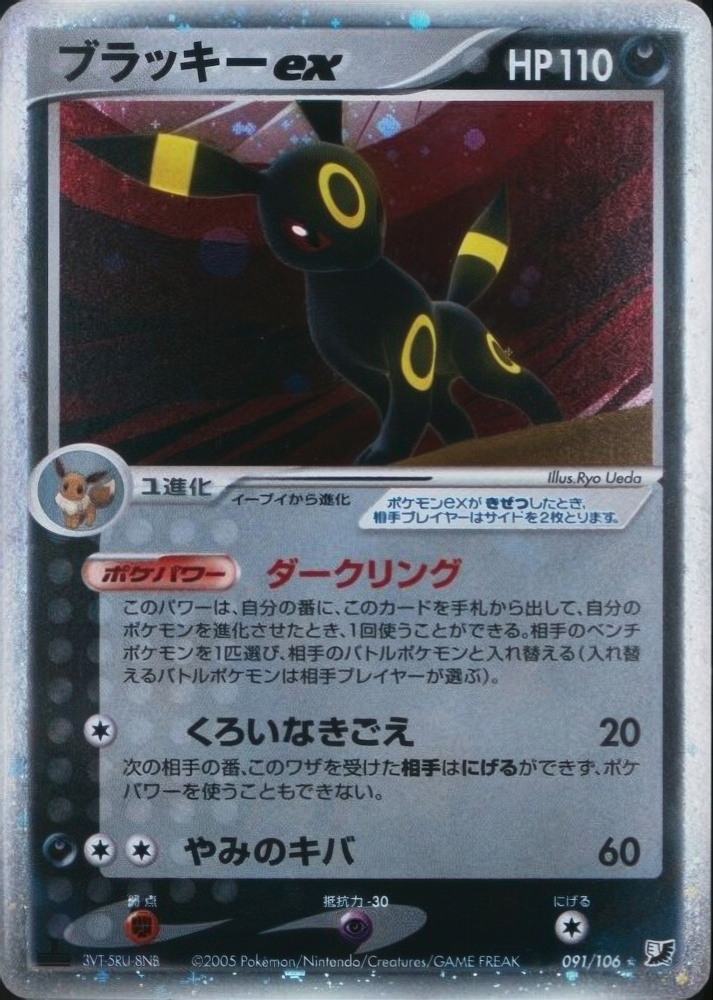 ブラッキーex HP110
Illus.Ryo Ueda
1進化
イーブイから進化
ポケモンexが きぜつしたとき、
相手プレイヤーはサイドを2枚とります。
ポケパワー ダークリング
このパワーは、自分の番に、このカードを手札から出して、自分の
ポケモンを進化させたとき、1回使うことができる。相手のベンチ
ポケモンを1匹選び、相手のバトルポケモンと入れ替える(入れ替
えるバトルポケモンは相手プレイヤーが選ぶ)。
くろいなきごえ 20
次の相手の番、このワザを受けた相手はにげるができず、ポケ
パワーを使うこともできない。
やみのキバ 60
弱点 抵抗力 -30 にげる
3VT-5RU-8NB ©2005 Pokémon/Nintendo/Creatures/GAME FREAK 091/106